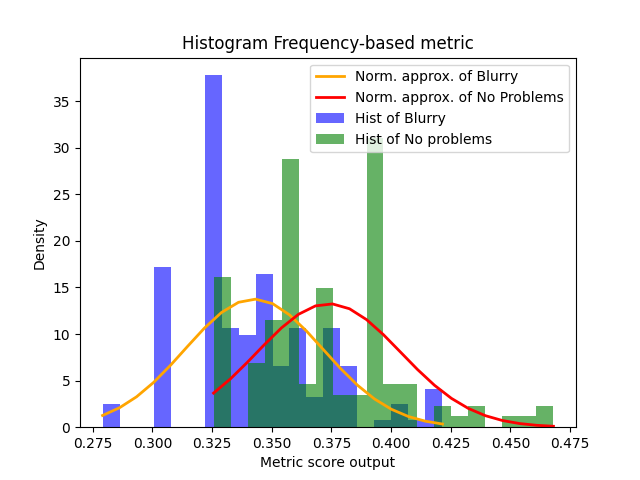 Histogram Frequency-based metric
Norm. approx. of Blurry
Norm. approx. of No Problems
Hist of Blurry
Hist of No problems
Density
35
30
25
20
15
10
5
0
0.275 0.300 0.325 0.350 0.375 0.400 0.425 0.450 0.475
Metric score output